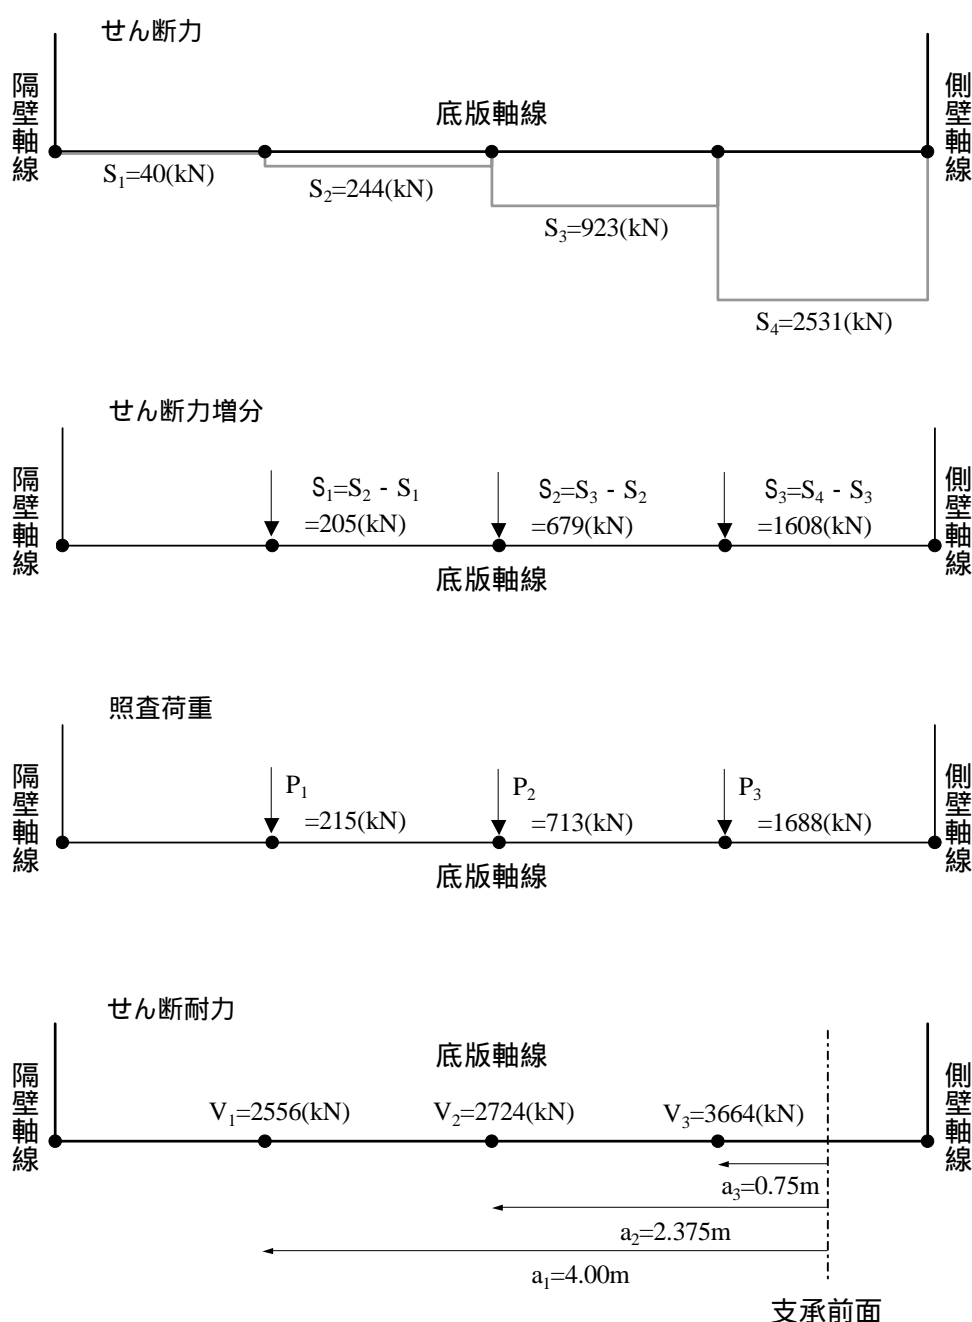 せん断力
隔壁軸線
底版軸線
側壁軸線
S1=40(kN)
S2=244(kN)
S3=923(kN)
S4=2531(kN)
せん断力増分
隔壁軸線
S1=S2 - S1
=205(kN)
S2=S3 - S2
=679(kN)
S3=S4 - S3
=1608(kN)
側壁軸線
底版軸線
照査荷重
隔壁軸線
P1
=215(kN)
P2
=713(kN)
P3
=1688(kN)
側壁軸線
底版軸線
せん断耐力
隔壁軸線
底版軸線
側壁軸線
V1=2556(kN)
V2=2724(kN)
V3=3664(kN)
a3=0.75m
a2=2.375m
a1=4.00m
支承前面